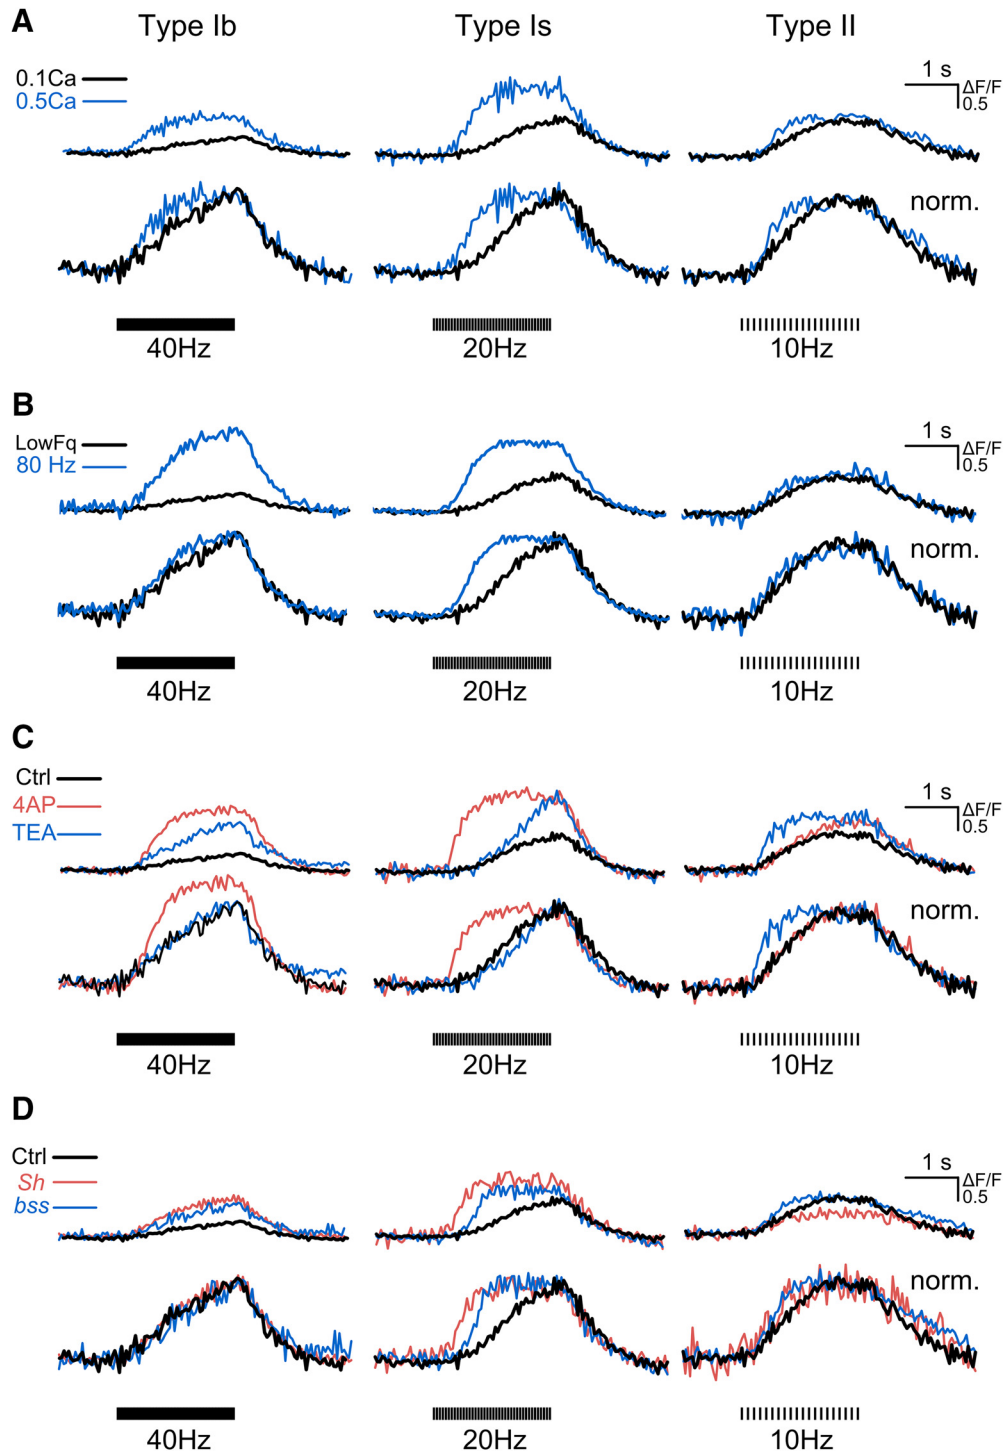 A
Type Ib
Type Is
Type II
0.1Ca
0.5Ca
1 s
ΔF/F
0.5
norm.
40Hz
20Hz
10Hz
B
LowFq
80 Hz
1 s
ΔF/F
0.5
norm.
40Hz
20Hz
10Hz
C
Ctrl
4AP
TEA
1 s
ΔF/F
0.5
norm.
40Hz
20Hz
10Hz
D
Ctrl
Sh
bss
1 s
ΔF/F
0.5
norm.
40Hz
20Hz
10Hz